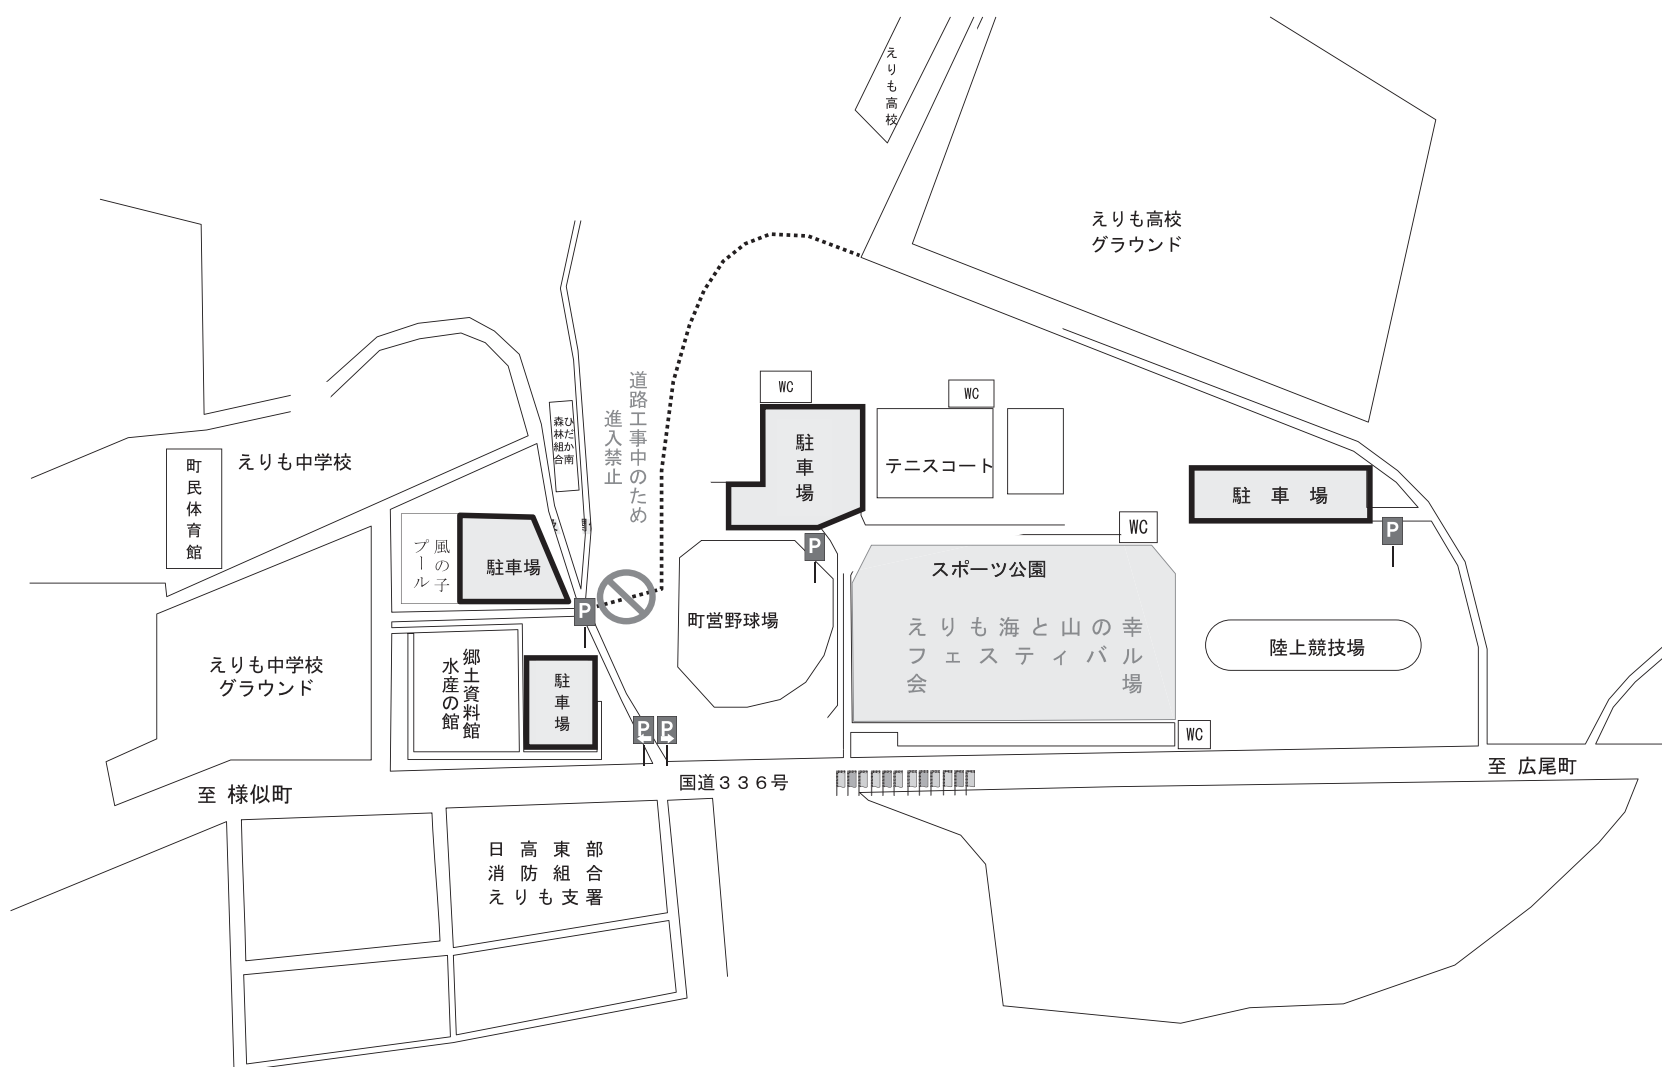 えりも高校
えりも高校
グラウンド
道路工事中のため
進入禁止
WC
WC
ひだか南
森林組合
駐車場
テニスコート
町民体育館
えりも中学校
駐車場
WC
P
P
風の子
プール
駐車場
スポーツ公園
P
町営野球場
えりも海と山の幸
フェスティバル
会場
陸上競技場
えりも中学校
グラウンド
郷土資料館
水産の館
駐車場
P
P
WC
国道336号
至 広尾町
至 様似町
日高東部
消防組合
えりも支署